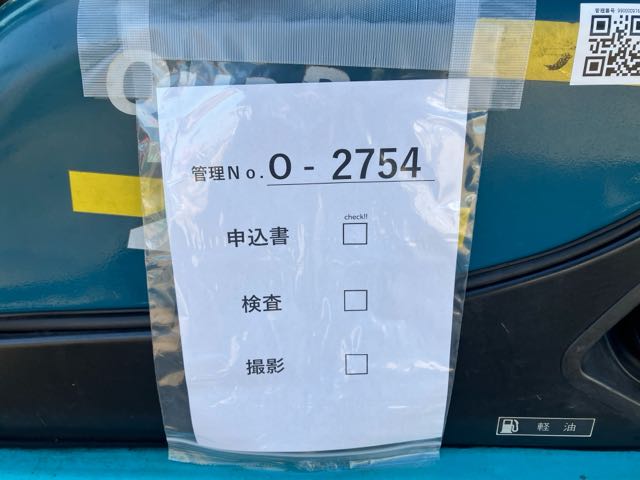 管理No. O - 2754
check!!
申込書
検査
撮影
軽油